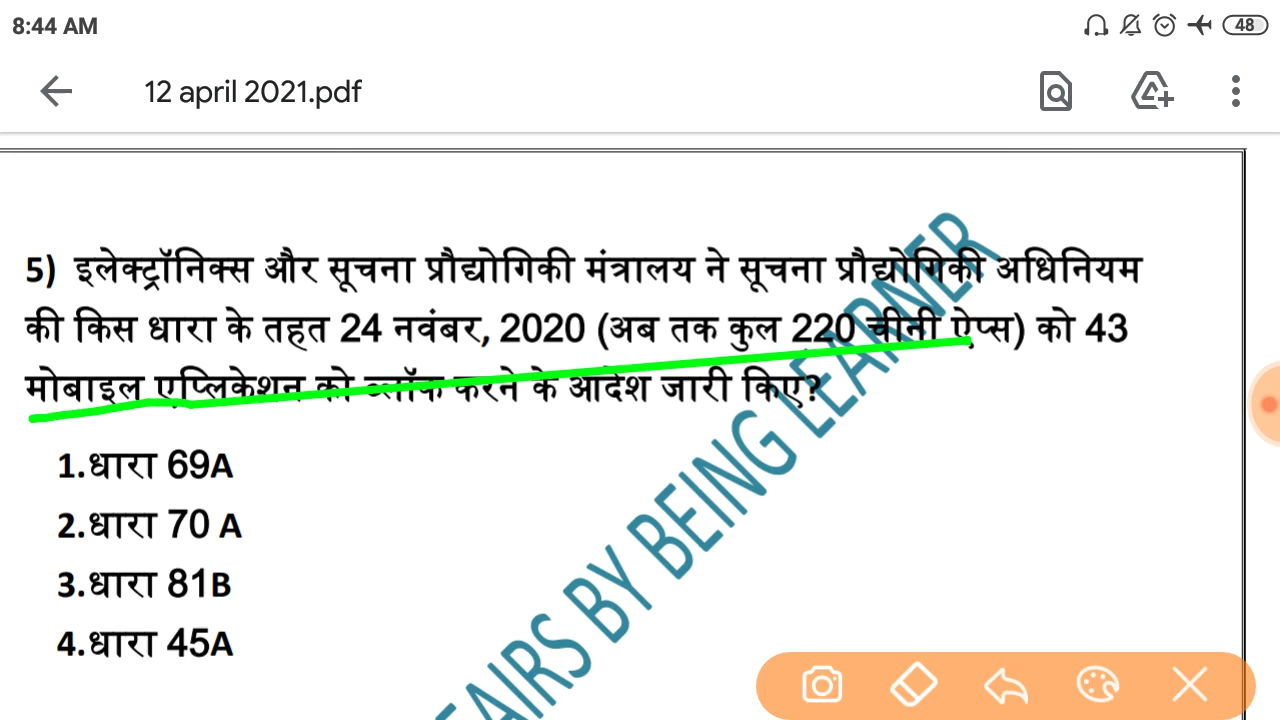 8:44 AM
48
12 april 2021.pdf
5) इलेक्ट्रॉनिक्स और सूचना प्रौद्योगिकी मंत्रालय ने सूचना प्रौद्योगिकी अधिनियम
की किस धारा के तहत 24 नवंबर, 2020 (अब तक कुल 220 चीनी ऐप्स) को 43
मोबाइल एप्लिकेशन को ब्लॉक करने के आदेश जारी किए?
1.धारा 69A
2.धारा 70 A
3.धारा 81B
4.धारा 45A
FAIRS BY BEING LEARNER